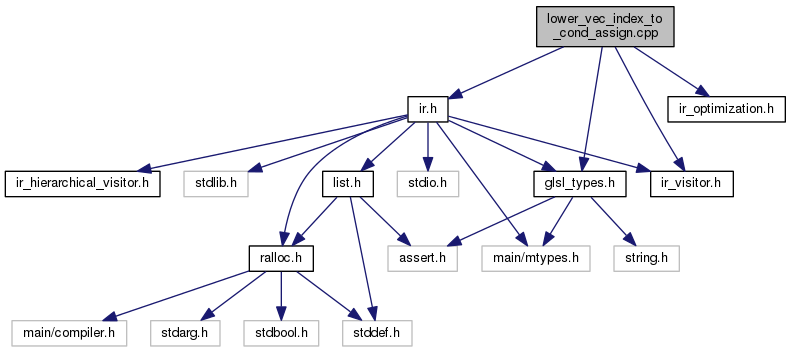 lower_vec_index_to
_cond_assign.cpp
ir.h
ir_optimization.h
ir_hierarchical_visitor.h
stdlib.h
list.h
stdio.h
glsl_types.h
ir_visitor.h
ralloc.h
assert.h
main/mtypes.h
string.h
main/compiler.h
stdarg.h
stdbool.h
stddef.h